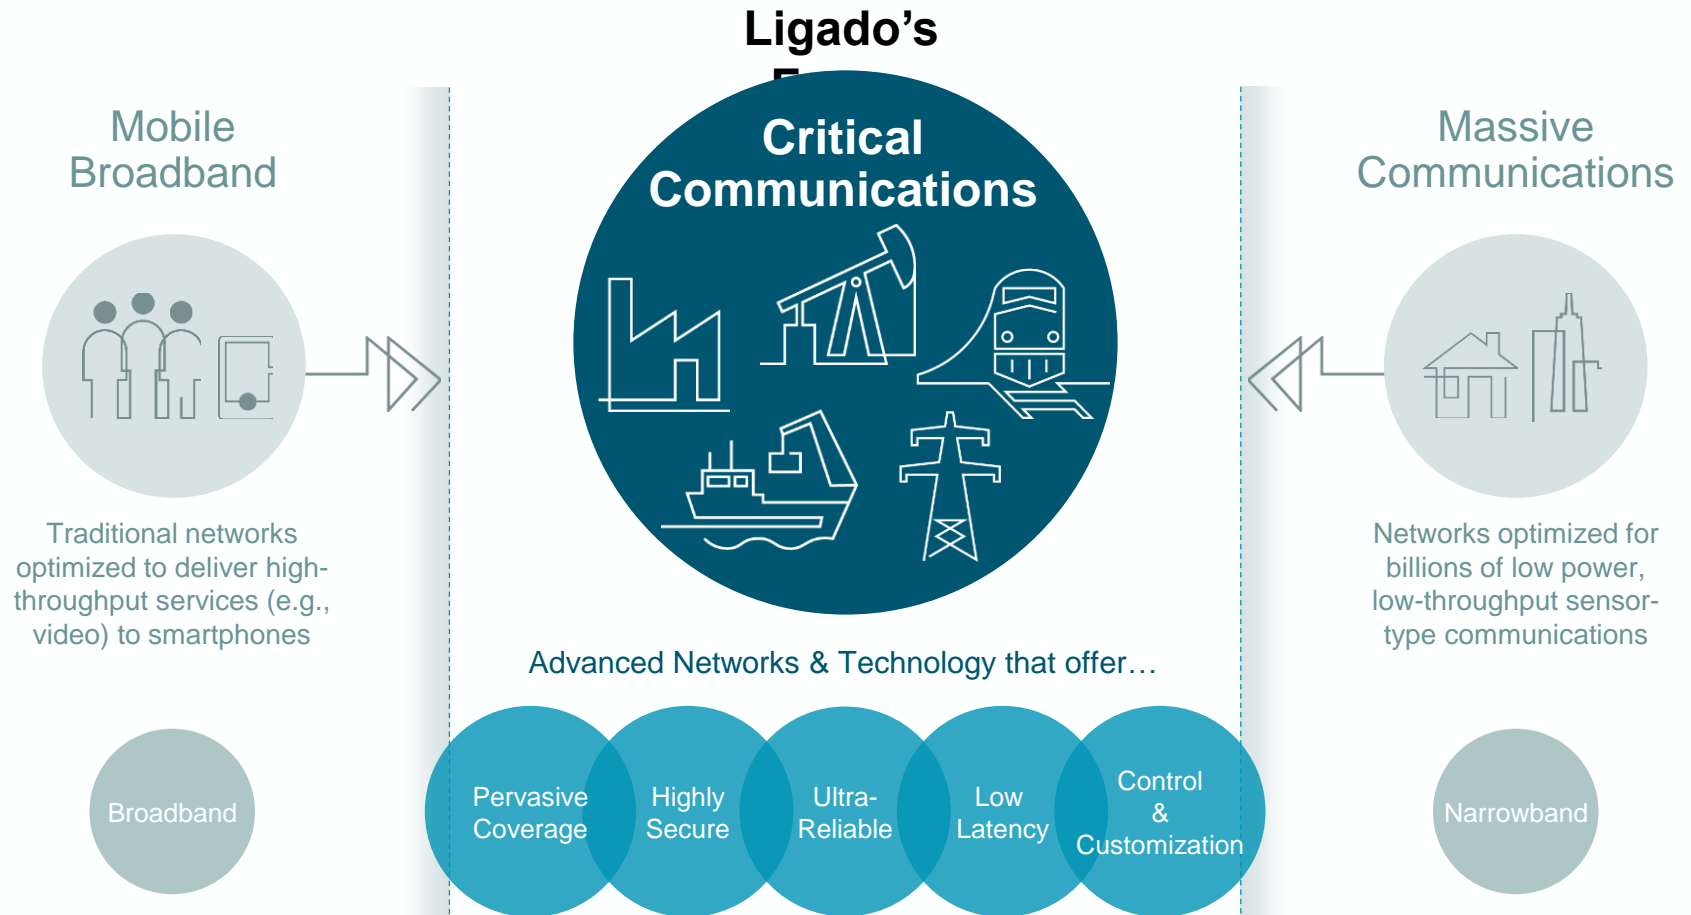 Ligado’s
Mobile
Broadband
Critical
Communications
Massive
Communications
Traditional networks
optimized to deliver high-
throughput services (e.g.,
video) to smartphones
Networks optimized for
billions of low power,
low-throughput sensor-
type communications
Advanced Networks & Technology that offer…
Broadband
Pervasive
Coverage
Highly
Secure
Ultra-
Reliable
Low
Latency
Control
&
Customization
Narrowband